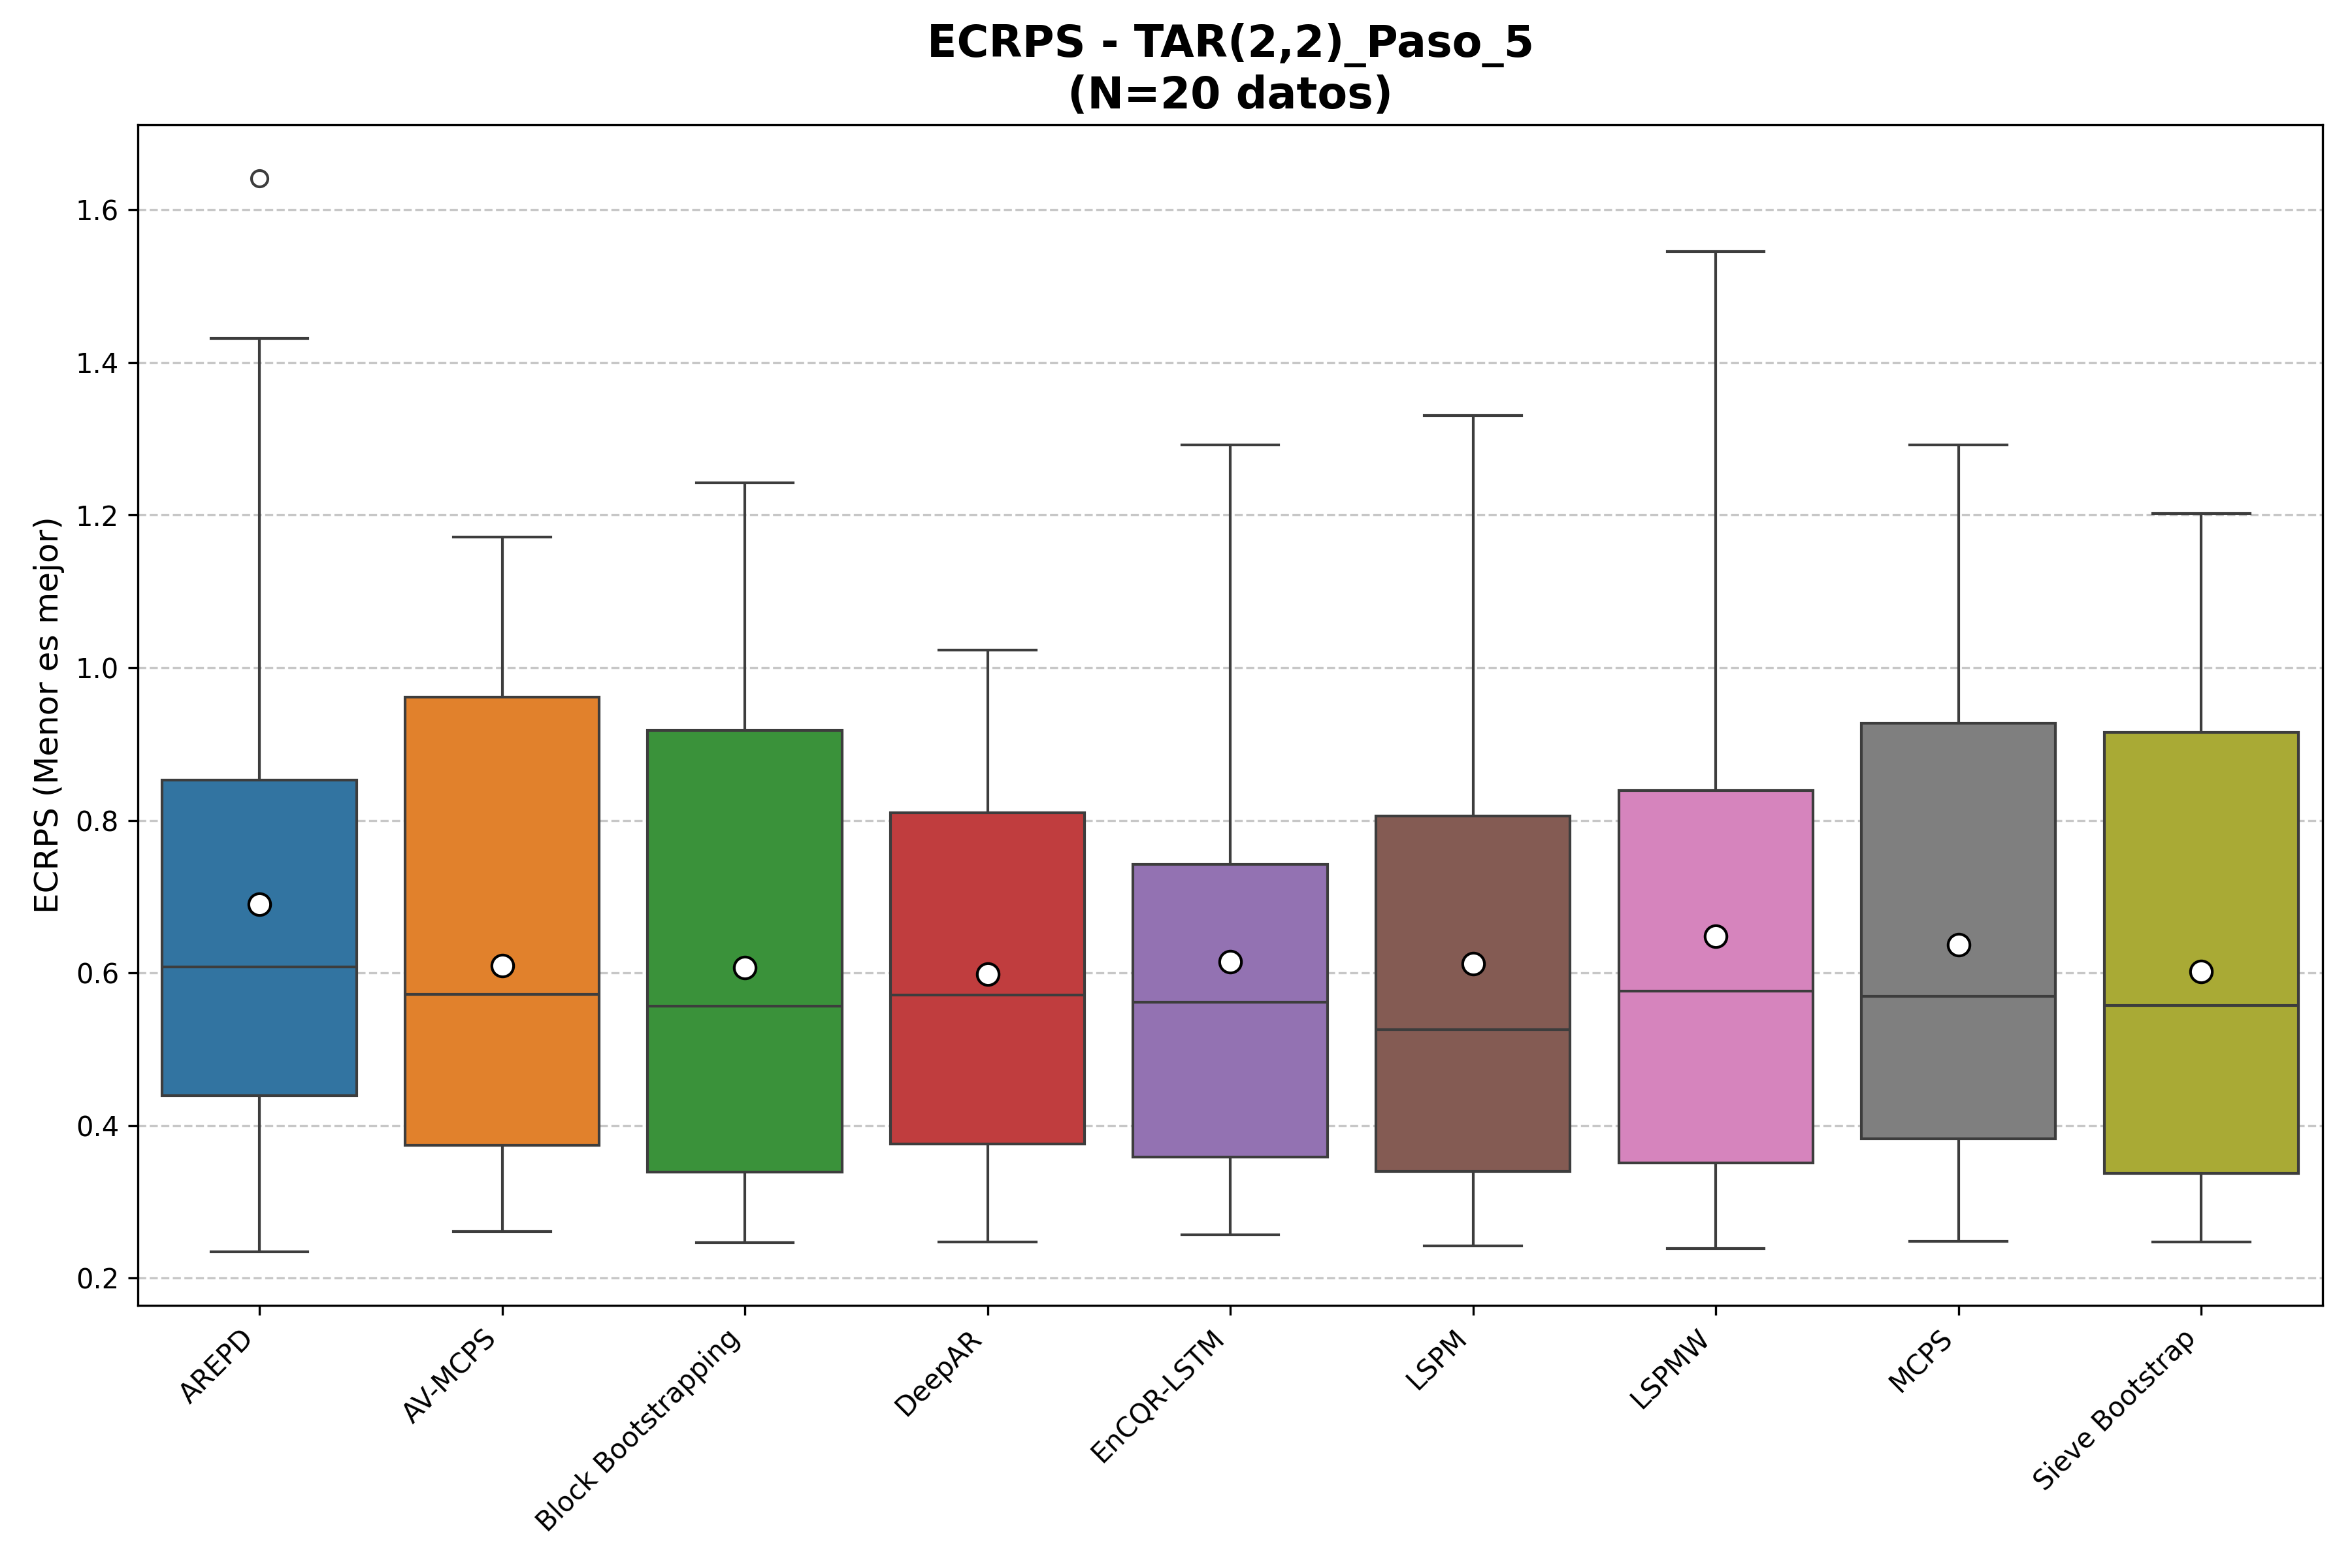 ECRPS - TAR(2,2)_Paso_5
(N=20 datos)
ECRPS (Menor es mejor)
1.6
1.4
1.2
1.0
0.8
0.6
0.4
0.2
AREPD
AV-MCPS
Block Bootstrapping
DeepAR
EnCQR-LSTM
LSPM
LSPMW
MCPS
Sieve Bootstrap